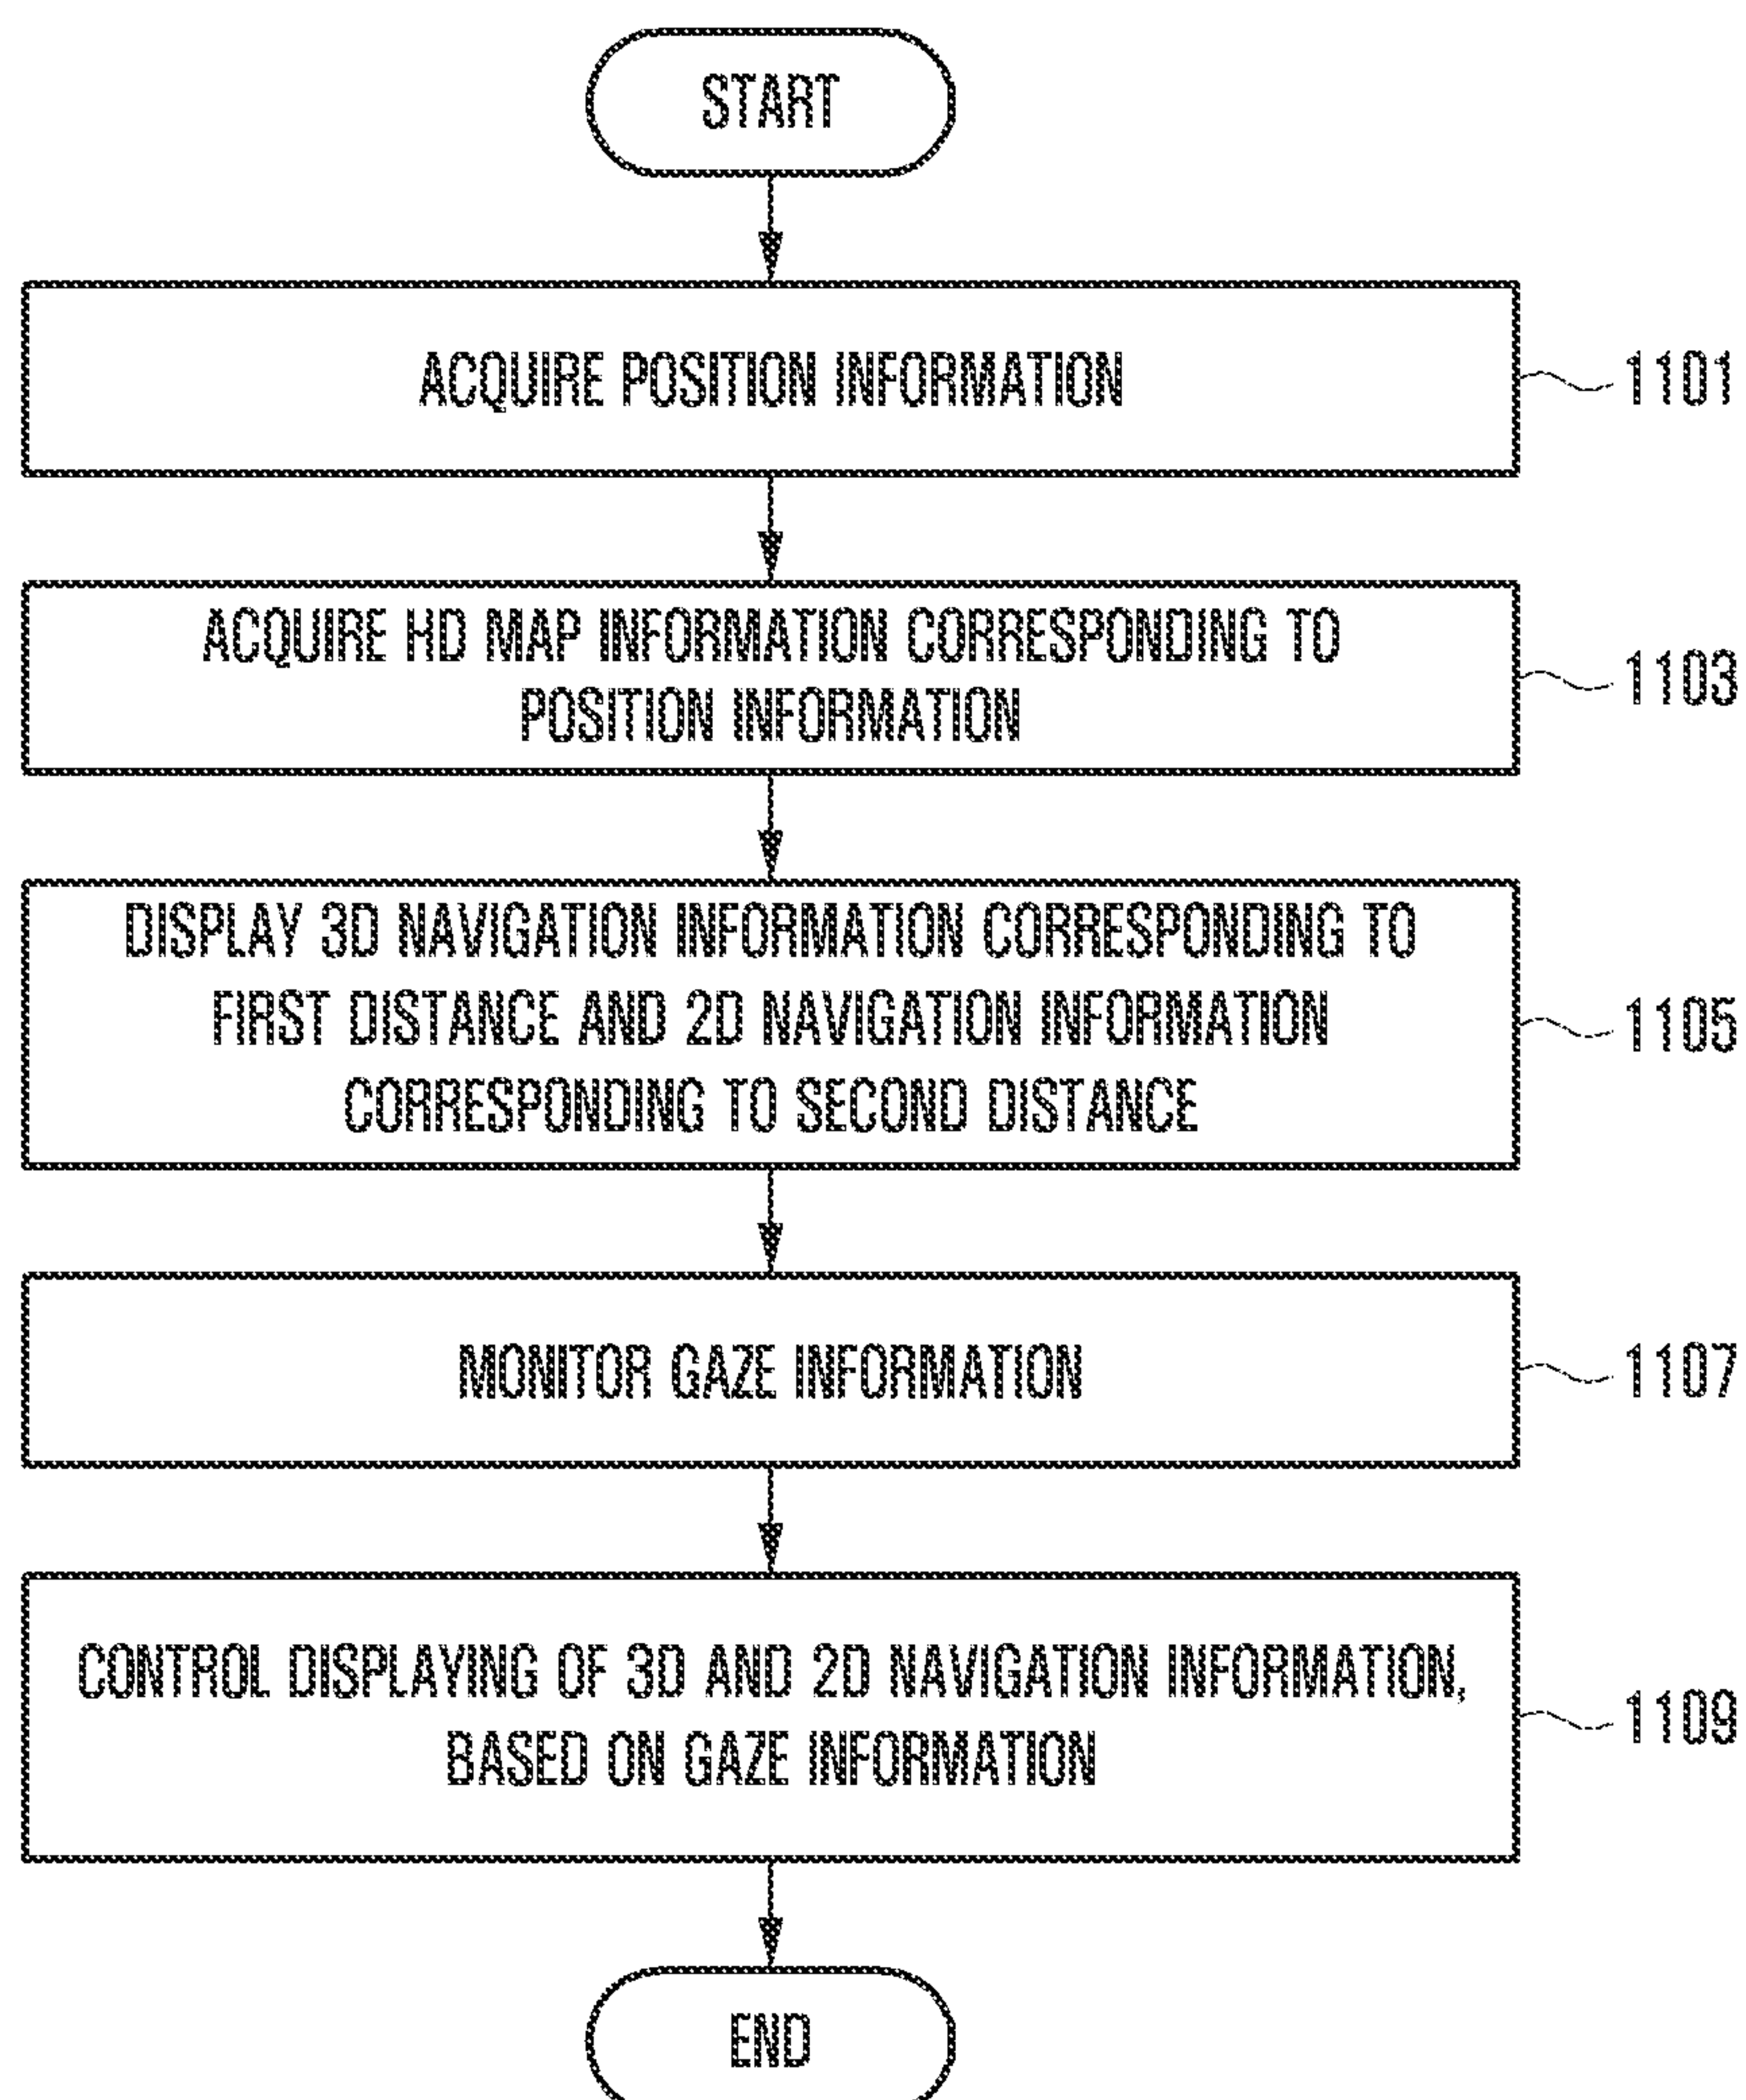 START
ACQUIRE POSITION INFORMATION
1101
ACQUIRE HD MAP INFORMATION CORRESPONDING TO
POSITION INFORMATION
1103
DISPLAY 3D NAVIGATION INFORMATION CORRESPONDING TO
FIRST DISTANCE AND 2D NAVIGATION INFORMATION
CORRESPONDING TO SECOND DISTANCE
1105
MONITOR GAZE INFORMATION
1107
CONTROL DISPLAYING OF 3D AND 2D NAVIGATION INFORMATION,
BASED ON GAZE INFORMATION
1109
END